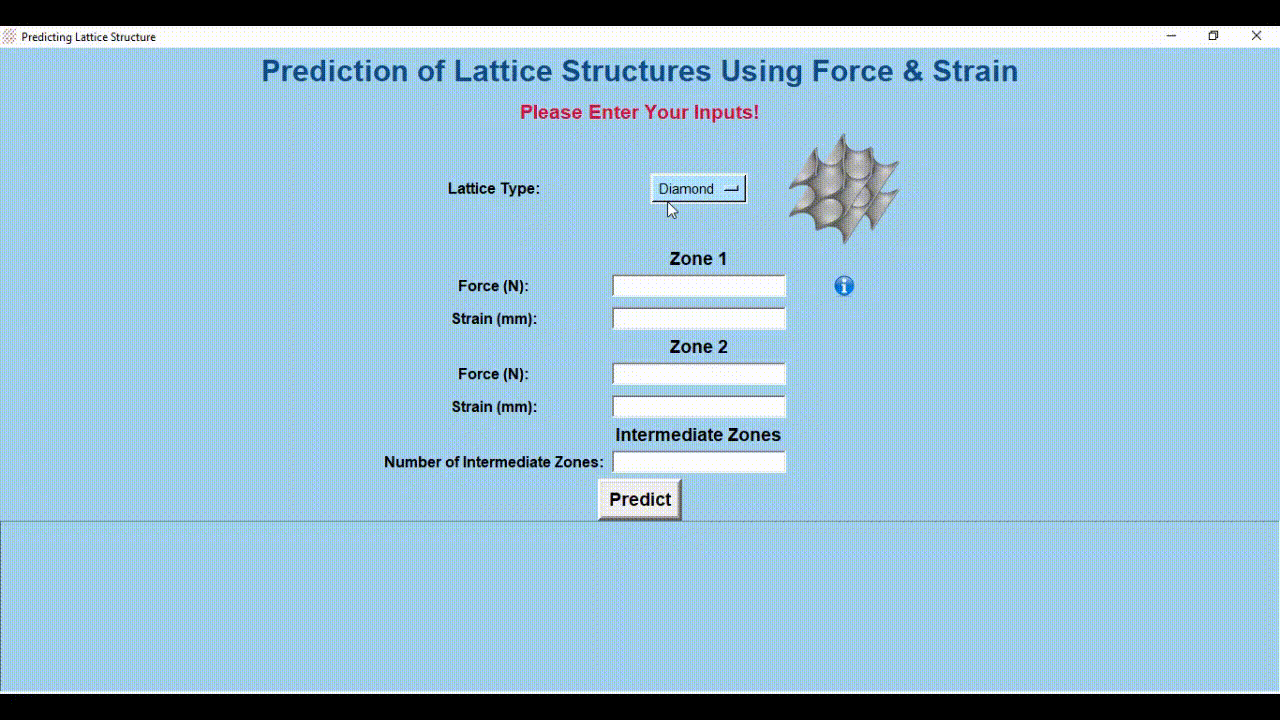 Predicting Lattice Structure
Prediction of Lattice Structures Using Force & Strain
Please Enter Your Inputs!
Lattice Type: Diamond
Zone 1
Force (N):
Strain (mm):
Zone 2
Force (N):
Strain (mm):
Intermediate Zones
Number of Intermediate Zones:
Predict